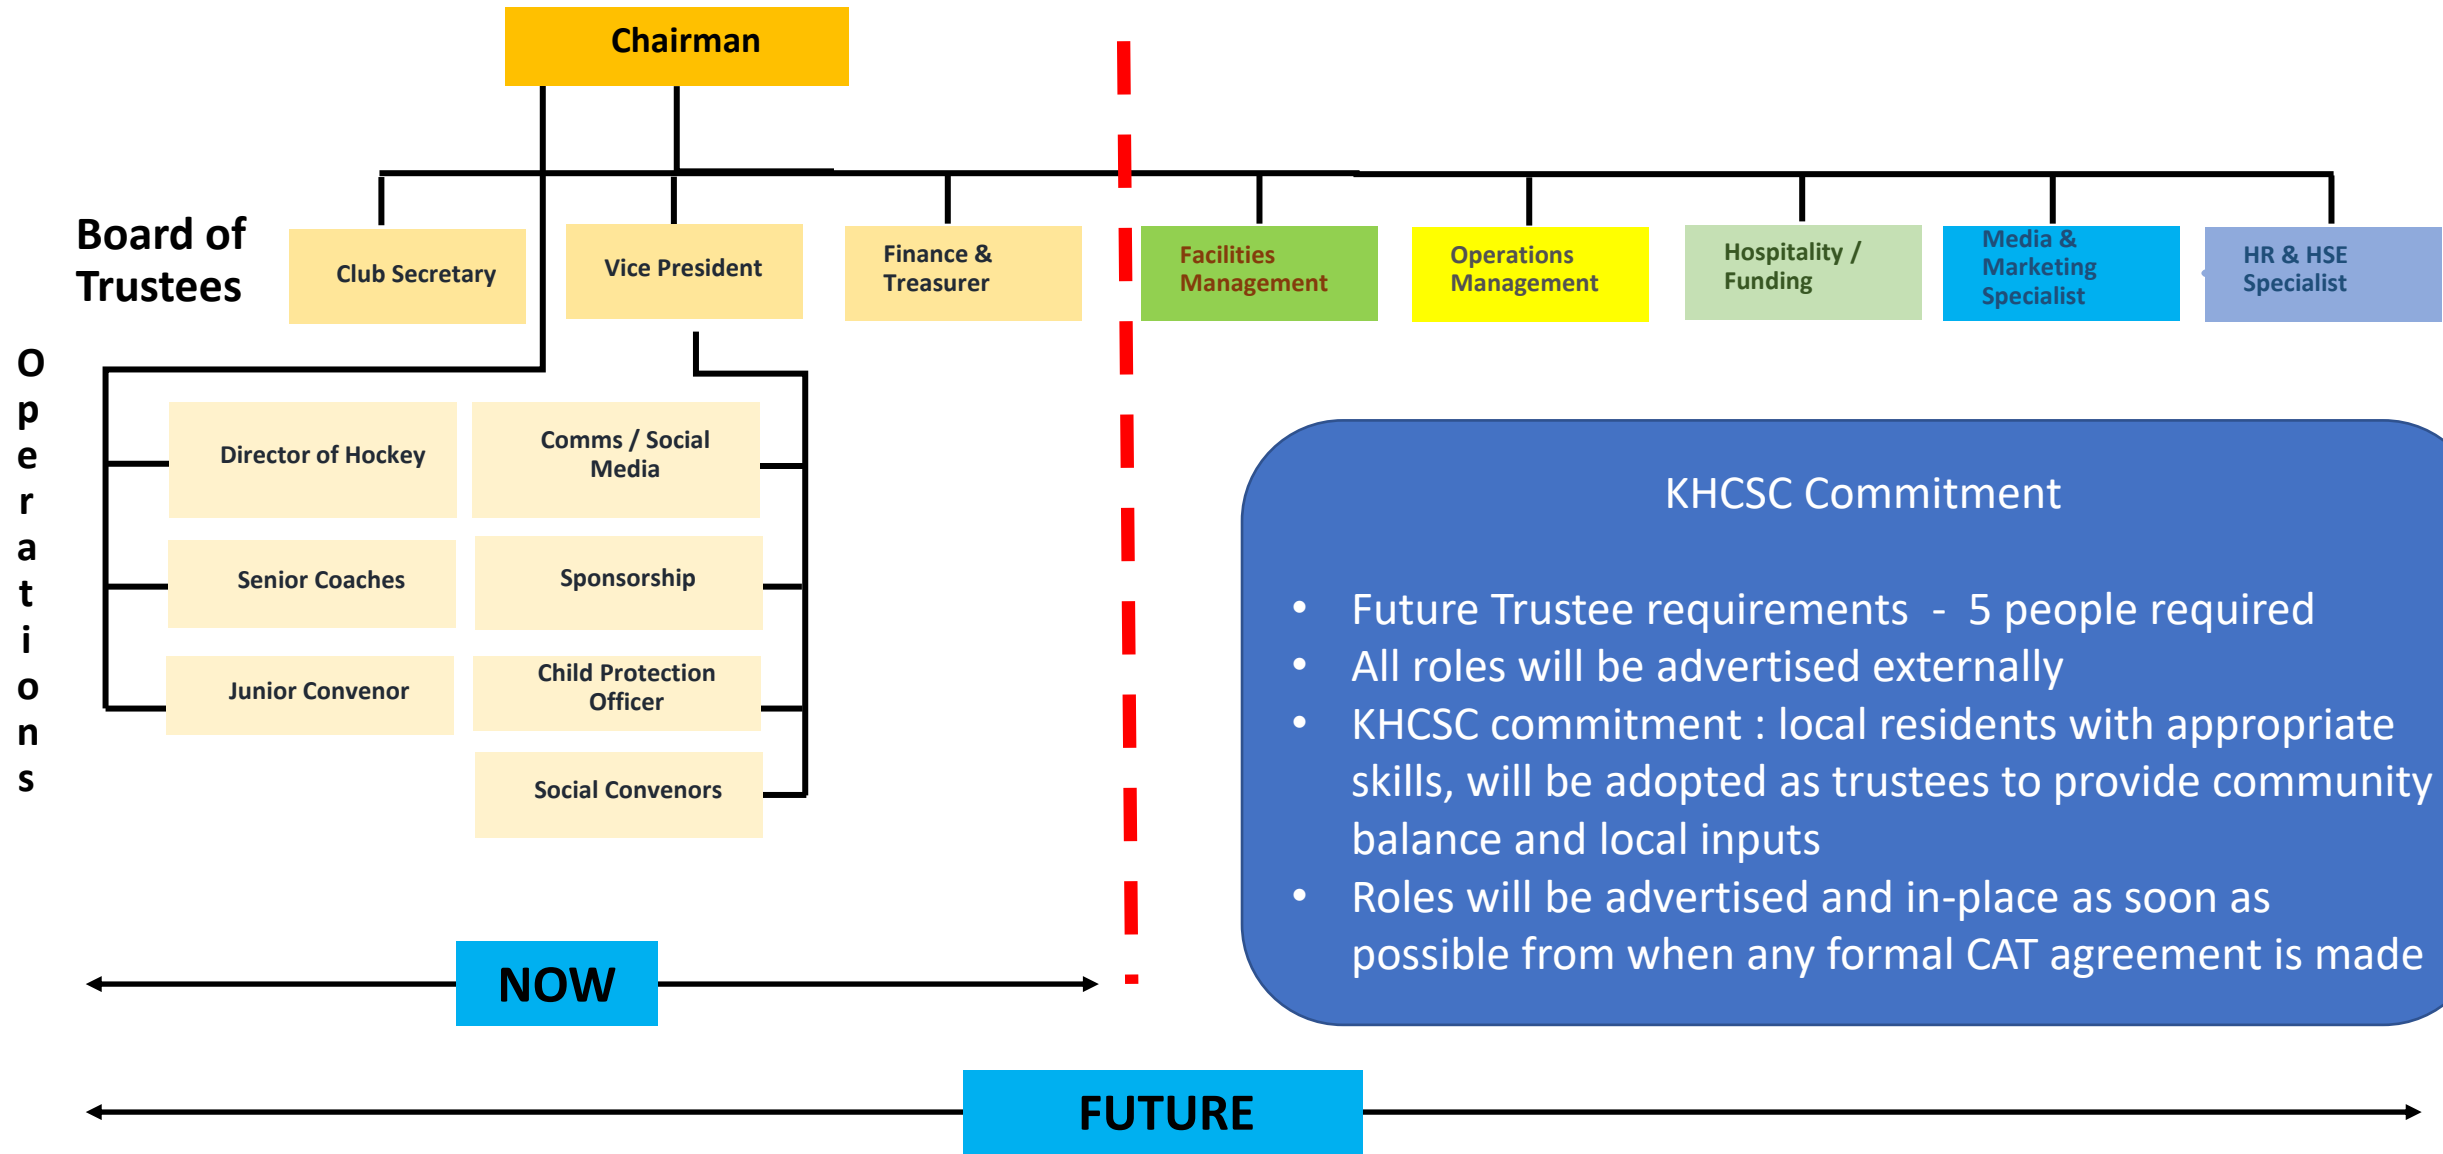 Chairman
Board of
Trustees
Club Secretary
Vice President
Finance &
Treasurer
Facilities
Management
Operations
Management
Hospitality /
Funding
Media &
Marketing
Specialist
HR & HSE
Specialist
Operations
Director of Hockey
Comms / Social
Media
Senior Coaches
Sponsorship
Junior Convenor
Child Protection
Officer
Social Convenors
KHCSC Commitment
• Future Trustee requirements - 5 people required
• All roles will be advertised externally
• KHCSC commitment : local residents with appropriate
skills, will be adopted as trustees to provide community
balance and local inputs
• Roles will be advertised and in-place as soon as
possible from when any formal CAT agreement is made
NOW
FUTURE